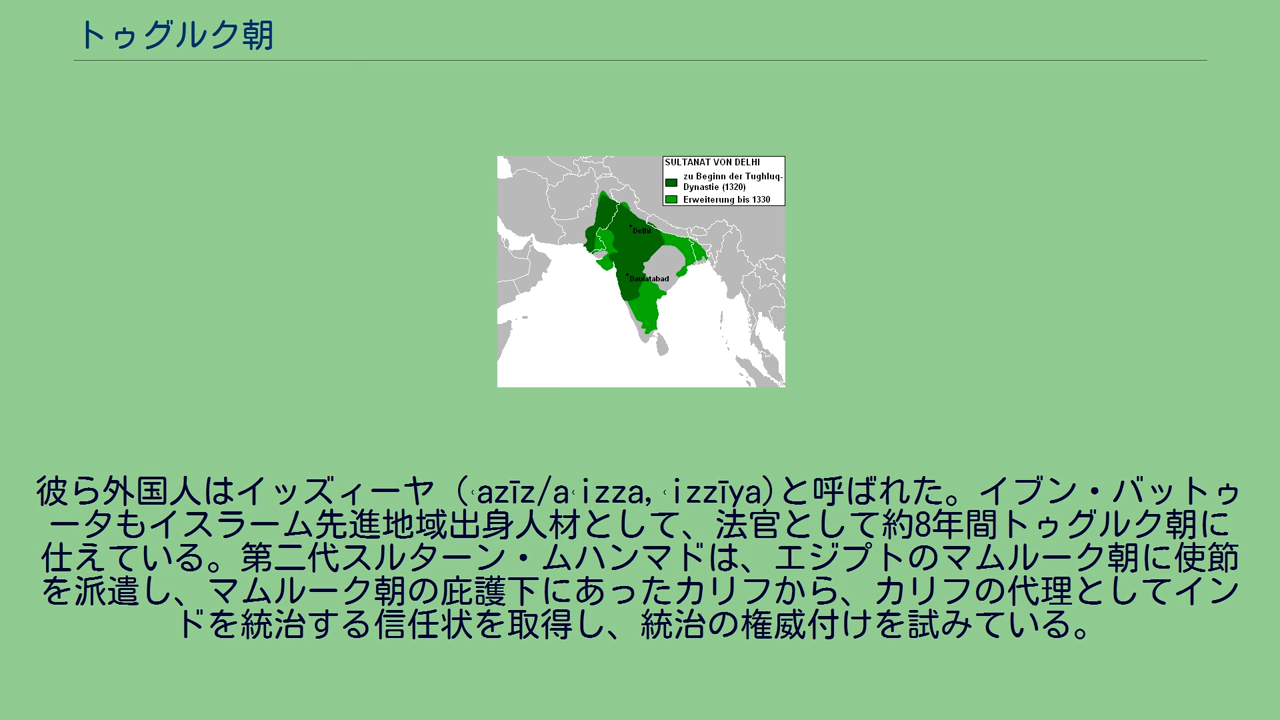 トゥグルク朝
SULTANAT VON DELHI
zu Beginn der Tughluq-
Dynastie (1320)
Erweiterung bis 1330
Delhi
Daulatabad
彼ら外国人はイッズィーヤ（ʿazīz/aʿizza, ʿizzīya)と呼ばれた。イブン・バットゥ
ータもイスラーム先進地域出身人材として、法官として約8年間トゥグルク朝に
仕えている。第二代スルターン・ムハンマドは、エジプトのマムルーク朝に使節
を派遣し、マムルーク朝の庇護下にあったカリフから、カリフの代理としてイン
ドを統治する信任状を取得し、統治の権威付けを試みている。